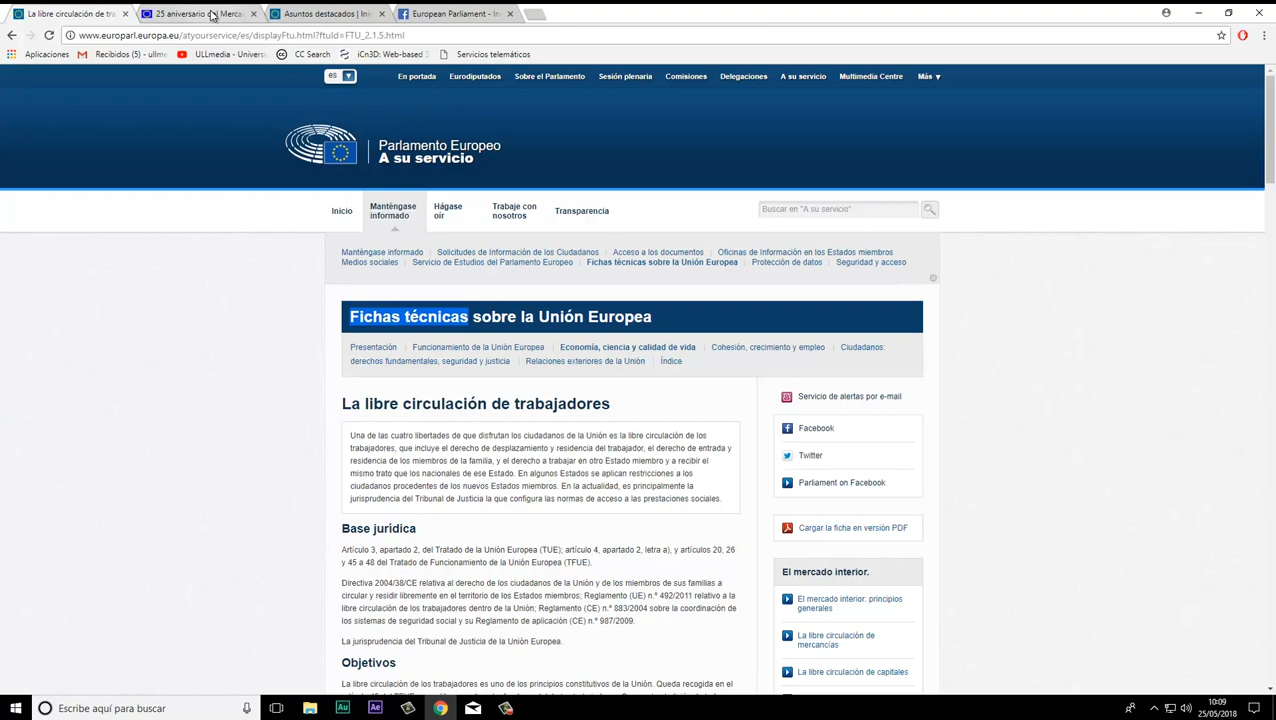 La libre circulación de tra
25 aniversario d Merca
Asuntos destacados | Ini
European Parliament - In
www.europarl.europa.eu/atyourservice/es/displayFtu.html?ftuId=FTU_2.1.5.html
Aplicaciones
Recibidos (5) - ullme
ULLmedia - Univers
CC Search
iCn3D: Web-based 3
Servicios telemáticos
es
En portada
Eurodiputados
Sobre el Parlamento
Sesión plenaria
Comisiones
Delegaciones
A su servicio
Multimedia Centre
Más
Parlamento Europeo
A su servicio
Inicio
Manténgase informado
Hágase oír
Trabaje con nosotros
Transparencia
Buscar en "A su servicio"
Manténgase informado
Solicitudes de Información de los Ciudadanos
Acceso a los documentos
Oficinas de Información en los Estados miembros
Medios sociales
Servicio de Estudios del Parlamento Europeo
Fichas técnicas sobre la Unión Europea
Protección de datos
Seguridad y acceso
Fichas técnicas sobre la Unión Europea
Presentación
Funcionamiento de la Unión Europea
Economía, ciencia y calidad de vida
Cohesión, crecimiento y empleo
Ciudadanos:
derechos fundamentales, seguridad y justicia
Relaciones exteriores de la Unión
Índice
La libre circulación de trabajadores
Una de las cuatro libertades de que disfrutan los ciudadanos de la Unión es la libre circulación de los
trabajadores, que incluye el derecho de desplazamiento y residencia del trabajador, el derecho de entrada y
residencia de los miembros de la familia, y el derecho a trabajar en otro Estado miembro y a recibir el
mismo trato que los nacionales de ese Estado. En algunos Estados se aplican restricciones a los
ciudadanos procedentes de los nuevos Estados miembros. En la actualidad, es principalmente la
jurisprudencia del Tribunal de Justicia la que configura las normas de acceso a las prestaciones sociales.
Base jurídica
Artículo 3, apartado 2, del Tratado de la Unión Europea (TUE); artículo 4, apartado 2, letra a), y artículos 20, 26
y 45 a 48 del Tratado de Funcionamiento de la Unión Europea (TFUE).
Directiva 2004/38/CE relativa al derecho de los ciudadanos de la Unión y de los miembros de sus familias a
circular y residir libremente en el territorio de los Estados miembros; Reglamento (UE) n.º 492/2011 relativo a la
libre circulación de los trabajadores dentro de la Unión; Reglamento (CE) n.º 883/2004 sobre la coordinación de
los sistemas de seguridad social y su Reglamento de aplicación (CE) n.º 987/2009.
La jurisprudencia del Tribunal de Justicia de la Unión Europea.
Objetivos
La libre circulación de los trabajadores es uno de los principios constitutivos de la Unión. Queda recogida en el
Servicio de alertas por e-mail
Facebook
Twitter
Parliament on Facebook
Cargar la ficha en versión PDF
El mercado interior.
El mercado interior: principios
generales
La libre circulación de
mercancías
La libre circulación de capitales
Escribe aquí para buscar
Au
Ae
10:09
25/05/2018